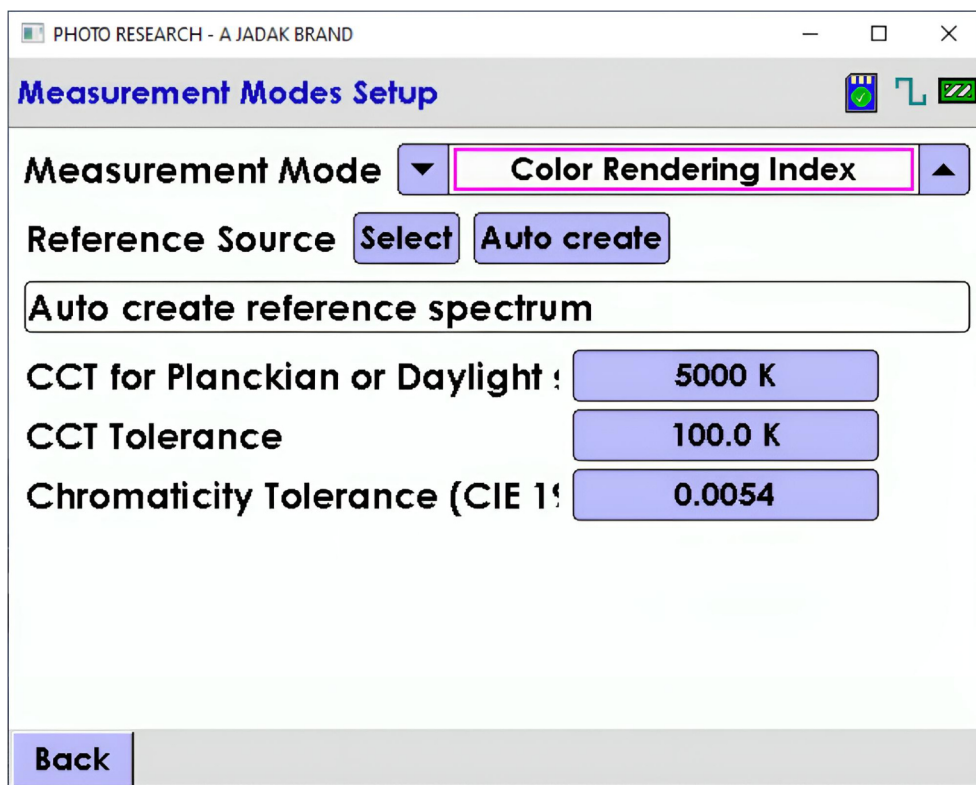 PHOTO RESEARCH - A JADAK BRAND
Measurement Modes Setup
Measurement Mode Color Rendering Index
Reference Source Select Auto create
Auto create reference spectrum
CCT for Planckian or Daylight 5000 K
CCT Tolerance 100.0 K
Chromaticity Tolerance (CIE 0.0054
Back